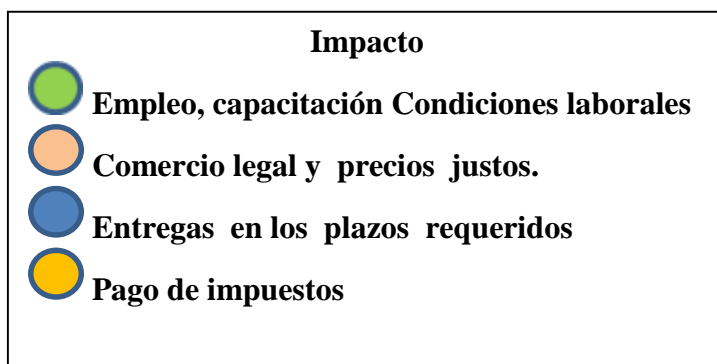 Impacto
Empleo, capacitación Condiciones laborales
Comercio legal y precios justos.
Entregas en los plazos requeridos
Pago de impuestos